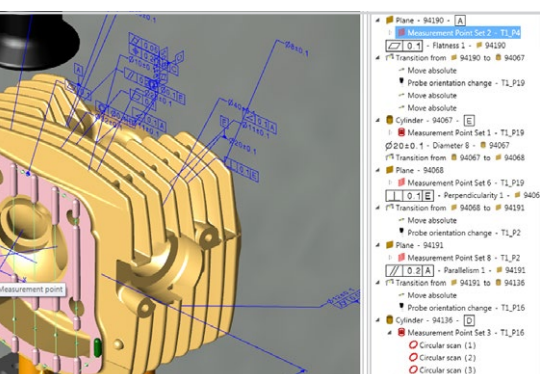 Plane - 94190 - A
Measurement Point Set 2 - T1_P4
0.1 - Flatness 1 - 94190
Transition from 94190 to 94067
Move absolute
Probe orientation change - T1_P19
Move absolute
Move absolute
Cylinder - 94067 - E
Measurement Point Set 1 - T1_P19
Ø20±0.1 - Diameter 8 - 94067
Transition from 94067 to 94068
Plane - 94068
Measurement Point Set 6 - T1_P19
⊥ 0.1 E - Perpendicularity 1 - 9406
Transition from 94068 to 94191
Move absolute
Probe orientation change - T1_P2
Plane - 94191
Measurement Point Set 8 - T1_P2
// 0.2 A - Parallelism 1 - 94191
Transition from 94191 to 94136
Move absolute
Probe orientation change - T1_P16
Cylinder - 94136 - D
Measurement Point Set 3 - T1_P16
Circular scan (1)
Circular scan (2)
Circular scan (3)
Measurement point
Ø20±0.1